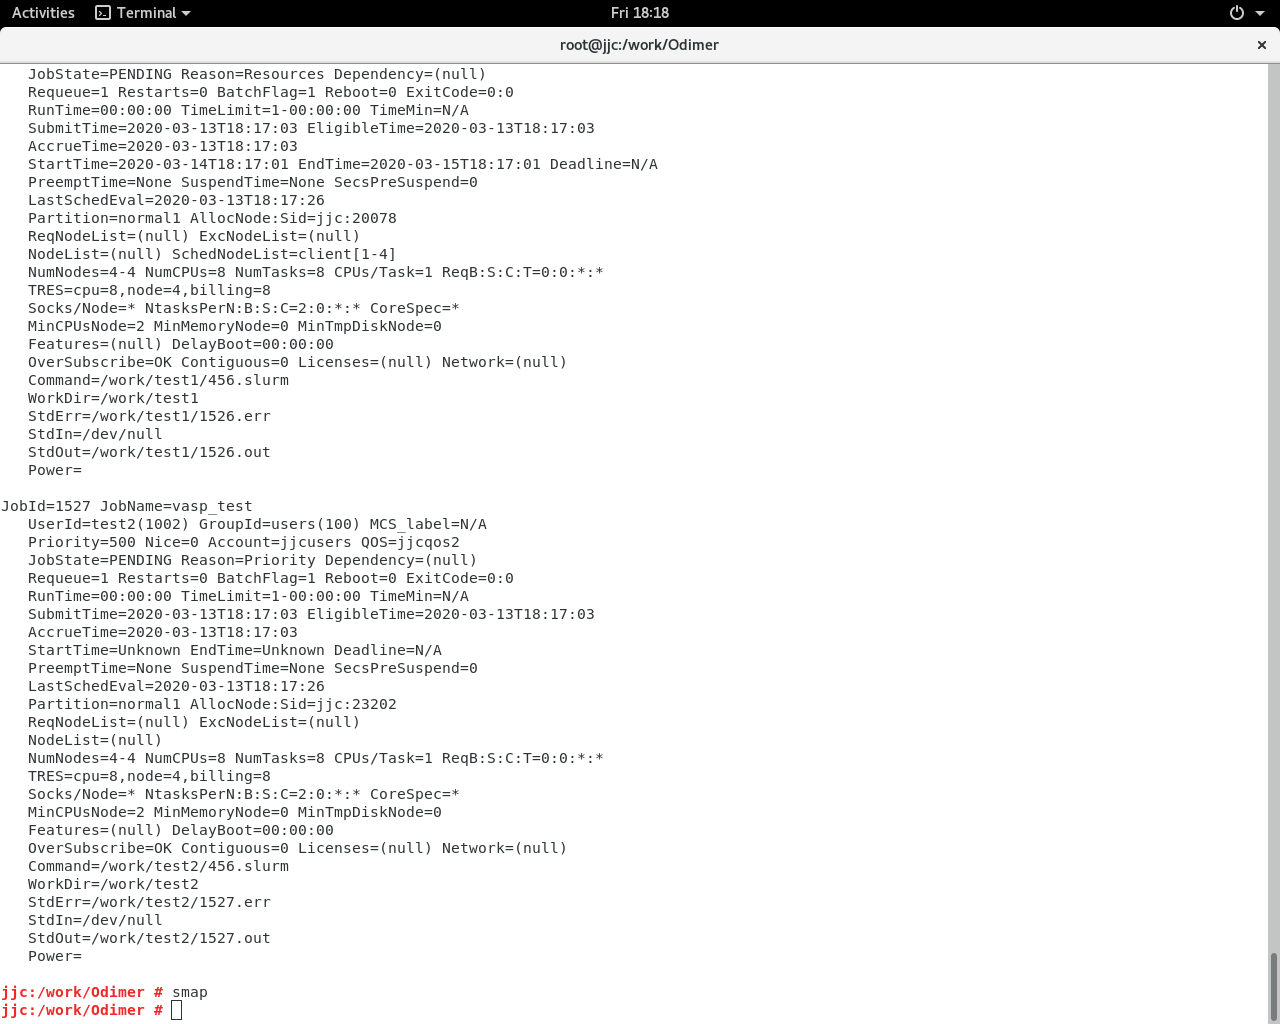 Activities Terminal Fri 18:18
root@jjc:/work/Odimer ×
JobState=PENDING Reason=Resources Dependency=(null)
Requeue=1 Restarts=0 BatchFlag=1 Reboot=0 ExitCode=0:0
RunTime=00:00:00 TimeLimit=1-00:00:00 TimeMin=N/A
SubmitTime=2020-03-13T18:17:03 EligibleTime=2020-03-13T18:17:03
AccrueTime=2020-03-13T18:17:03
StartTime=2020-03-14T18:17:01 EndTime=2020-03-15T18:17:01 Deadline=N/A
PreemptTime=None SuspendTime=None SecsPreSuspend=0
LastSchedEval=2020-03-13T18:17:26
Partition=normal1 AllocNode:Sid=jjc:20078
ReqNodeList=(null) ExcNodeList=(null)
NodeList=(null) SchedNodeList=client[1-4]
NumNodes=4-4 NumCPUs=8 NumTasks=8 CPUs/Task=1 ReqB:S:C:T=0:0:*:*
TRES=cpu=8,node=4,billing=8
Socks/Node=* NtasksPerN:B:S:C=2:0:*:* CoreSpec=*
MinCPUsNode=2 MinMemoryNode=0 MinTmpDiskNode=0
Features=(null) DelayBoot=00:00:00
OverSubscribe=OK Contiguous=0 Licenses=(null) Network=(null)
Command=/work/test1/456.slurm
WorkDir=/work/test1
StdErr=/work/test1/1526.err
StdIn=/dev/null
StdOut=/work/test1/1526.out
Power=
JobId=1527 JobName=vasp_test
UserId=test2(1002) GroupId=users(100) MCS_label=N/A
Priority=500 Nice=0 Account=jjcusers QOS=jjcqos2
JobState=PENDING Reason=Priority Dependency=(null)
Requeue=1 Restarts=0 BatchFlag=1 Reboot=0 ExitCode=0:0
RunTime=00:00:00 TimeLimit=1-00:00:00 TimeMin=N/A
SubmitTime=2020-03-13T18:17:03 EligibleTime=2020-03-13T18:17:03
AccrueTime=2020-03-13T18:17:03
StartTime=Unknown EndTime=Unknown Deadline=N/A
PreemptTime=None SuspendTime=None SecsPreSuspend=0
LastSchedEval=2020-03-13T18:17:26
Partition=normal1 AllocNode:Sid=jjc:23202
ReqNodeList=(null) ExcNodeList=(null)
NodeList=(null)
NumNodes=4-4 NumCPUs=8 NumTasks=8 CPUs/Task=1 ReqB:S:C:T=0:0:*:*
TRES=cpu=8,node=4,billing=8
Socks/Node=* NtasksPerN:B:S:C=2:0:*:* CoreSpec=*
MinCPUsNode=2 MinMemoryNode=0 MinTmpDiskNode=0
Features=(null) DelayBoot=00:00:00
OverSubscribe=OK Contiguous=0 Licenses=(null) Network=(null)
Command=/work/test2/456.slurm
WorkDir=/work/test2
StdErr=/work/test2/1527.err
StdIn=/dev/null
StdOut=/work/test2/1527.out
Power=
jjc:/work/Odimer # smap
jjc:/work/Odimer #